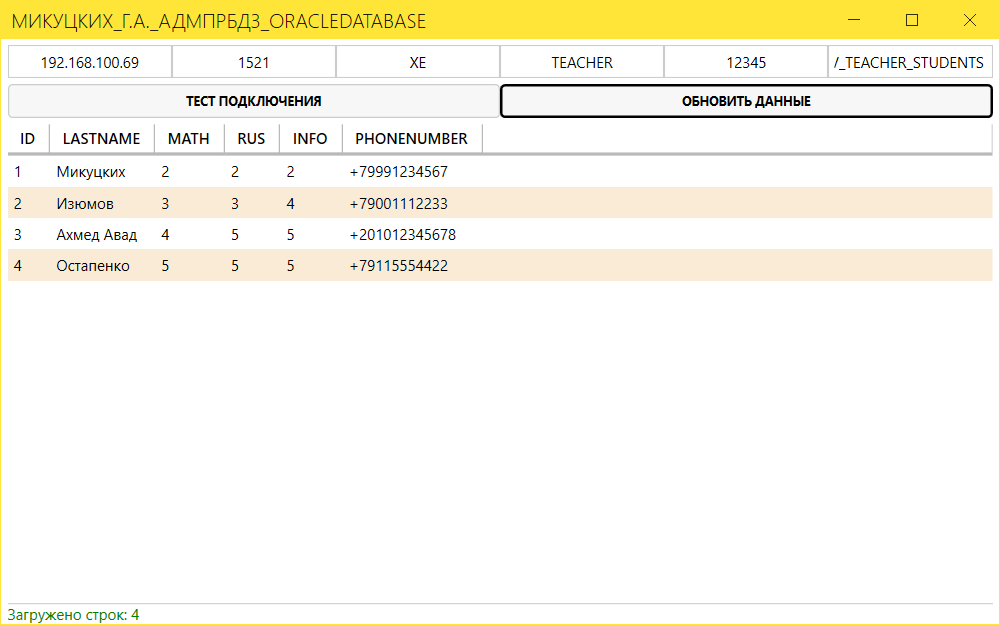 МИКУЦКИХ_Г.А._АДМПРБД3_ORACLEDATABASE
192.168.100.69 1521 XE TEACHER 12345 /_TEACHER_STUDENTS
ТЕСТ ПОДКЛЮЧЕНИЯ ОБНОВИТЬ ДАННЫЕ
ID LASTNAME MATH RUS INFO PHONENUMBER
1 Микуцких 2 2 2 +79991234567
2 Изюмов 3 3 4 +79001112233
3 Ахмед Авад 4 5 5 +201012345678
4 Остапенко 5 5 5 +79115554422
Загружено строк: 4